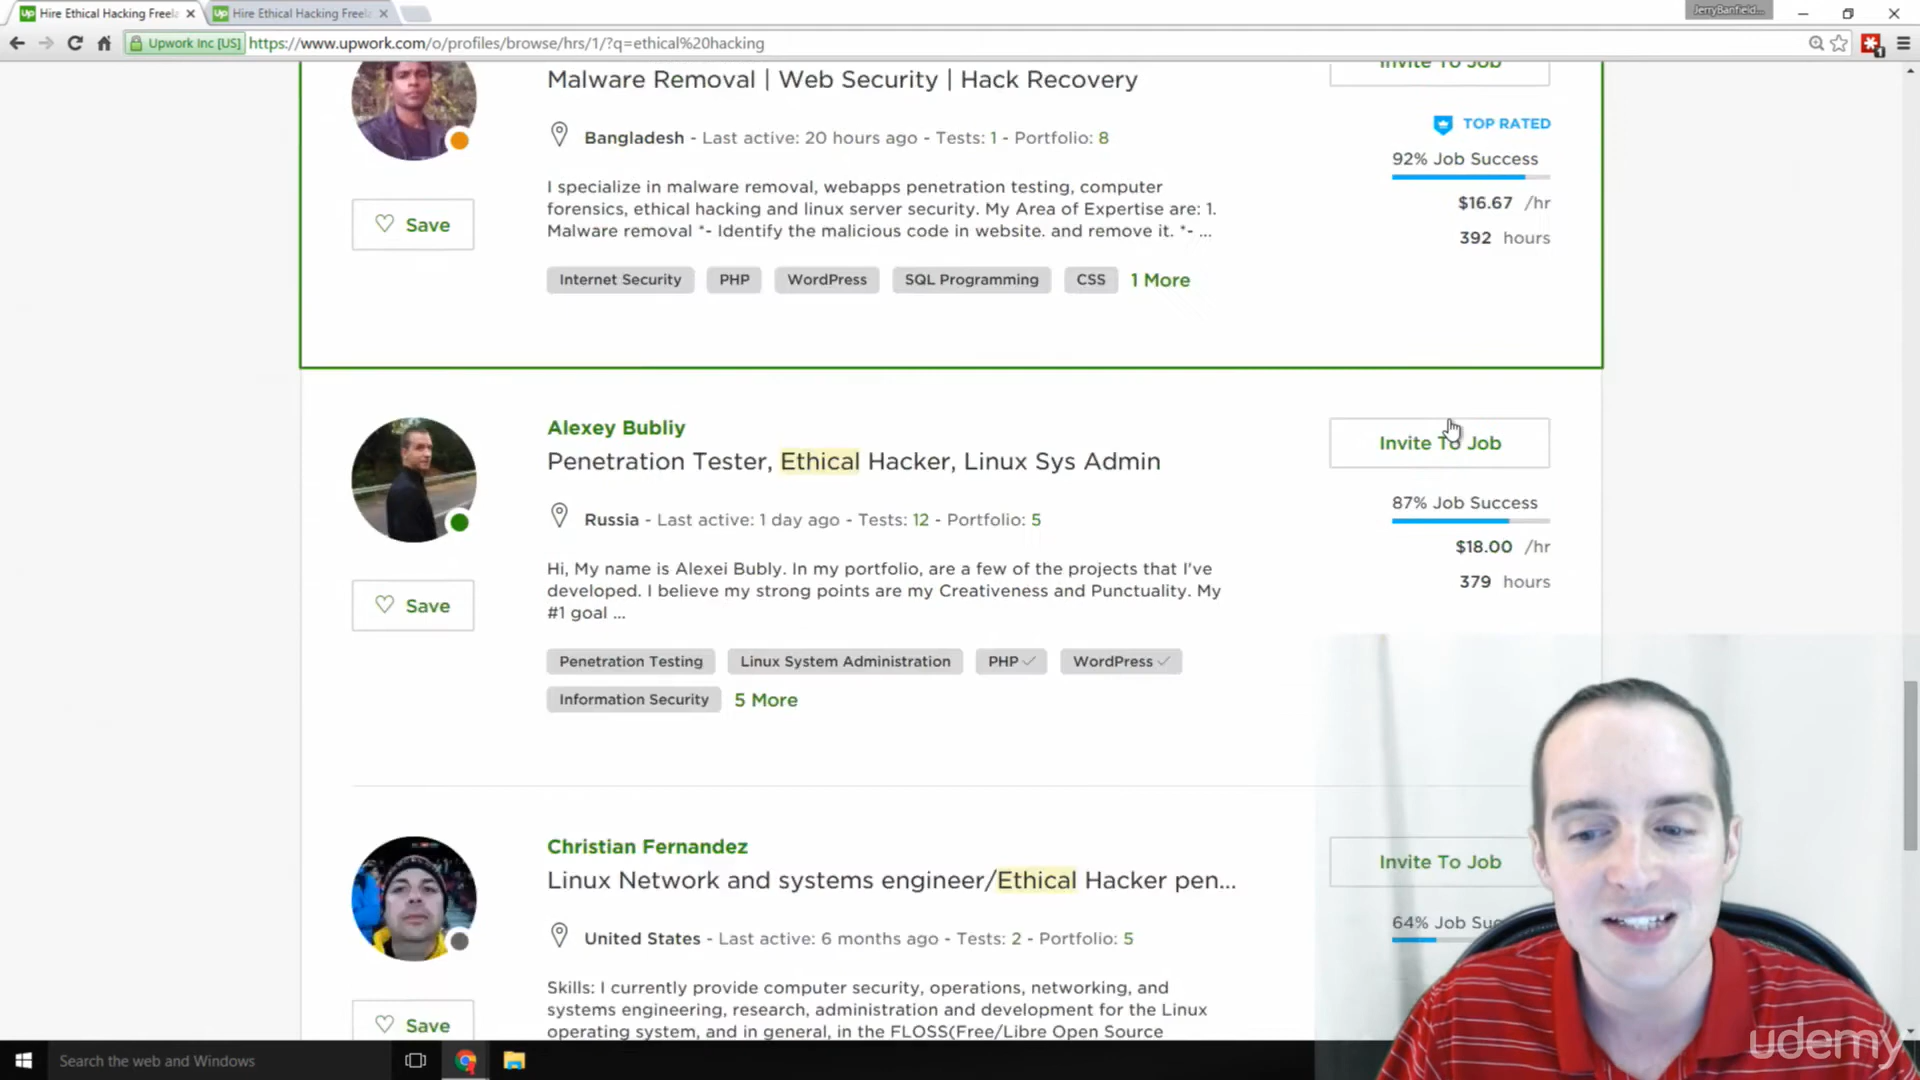 Up Hire Ethical Hacking Freela
Up Hire Ethical Hacking Freela
JerryBanfield...
Upwork Inc [US]
https://www.upwork.com/o/profiles/browse/hrs/1/?q=ethical%20hacking
1
Malware Removal | Web Security | Hack Recovery
Invite To Job
Bangladesh - Last active: 20 hours ago - Tests: 1 - Portfolio: 8
TOP RATED
92% Job Success
I specialize in malware removal, webapps penetration testing, computer
forensics, ethical hacking and linux server security. My Area of Expertise are: 1.
Malware removal *- Identify the malicious code in website. and remove it. *- ...
$16.67 /hr
392 hours
Save
Internet Security PHP WordPress SQL Programming CSS 1 More
Alexey Bubliy
Penetration Tester, Ethical Hacker, Linux Sys Admin
Invite To Job
Russia - Last active: 1 day ago - Tests: 12 - Portfolio: 5
87% Job Success
$18.00 /hr
379 hours
Hi, My name is Alexei Bubly. In my portfolio, are a few of the projects that I've
developed. I believe my strong points are my Creativeness and Punctuality. My
#1 goal ...
Save
Penetration Testing Linux System Administration PHP WordPress
Information Security 5 More
Christian Fernandez
Linux Network and systems engineer/Ethical Hacker pen...
Invite To Job
United States - Last active: 6 months ago - Tests: 2 - Portfolio: 5
64% Job Suc
Skills: I currently provide computer security, operations, networking, and
systems engineering, research, administration and development for the Linux
operating system, and in general, in the FLOSS(Free/Libre Open Source
Save
Search the web and Windows
udemy